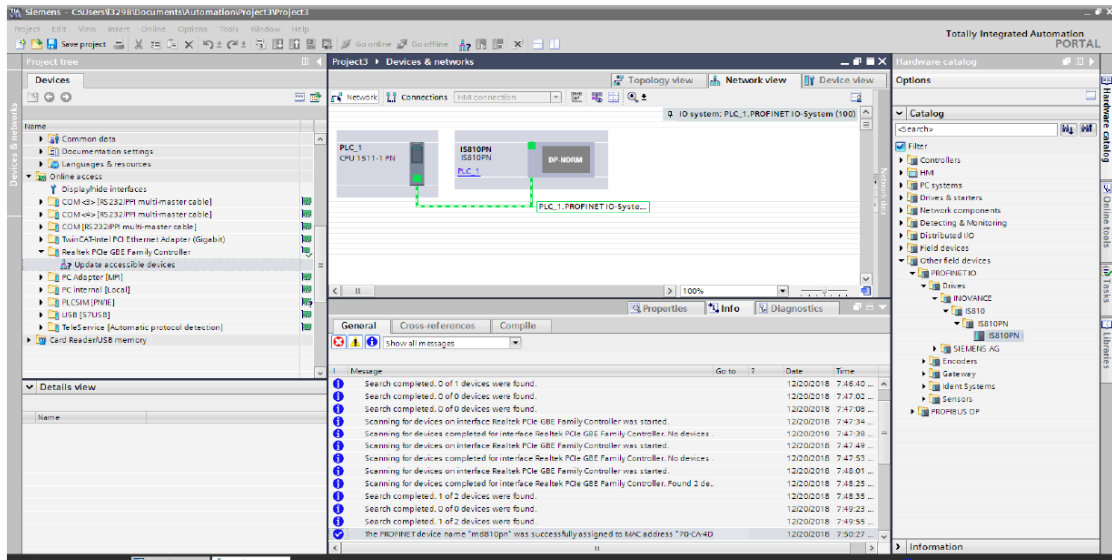 Siemens - C:\Users\13298\Documents\Automation\Project3\Project3
Project Edit View Insert Online Options Tools Window Help
Totally Integrated Automation
PORTAL
Save project
Go online
Go offline
Project tree
Project3 › Devices & networks
Hardware catalog
Devices
Topology view
Network view
Device view
Options
Network
Connections
HMI connection
Devices & networks
IO system: PLC_1.PROFINET IO-System (100)
Catalog
<Search>
Filter
Name
Common data
Documentation settings
Languages & resources
Online access
Display/hide interfaces
COM <3> [RS232/PPI multi-master cable]
COM <4> [RS232/PPI multi-master cable]
COM [RS232/PPI multi-master cable]
TwinCAT-Intel PCI Ethernet Adapter (Gigabit)
Realtek PCIe GBE Family Controller
Update accessible devices
PC Adapter [MPI]
PC internal [Local]
PLCSIM [PN/IE]
USB [S7USB]
TeleService [Automatic protocol detection]
Card Reader/USB memory
PLC_1
CPU 1511-1 PN
IS810PN
IS810PN
PLC_1
DP-NORM
PLC_1.PROFINET IO-Syste...
Network data
100%
Controllers
HMI
PC systems
Drives & starters
Network components
Detecting & Monitoring
Distributed I/O
Field devices
Other field devices
PROFINET IO
Drives
INOVANCE
IS810
IS810PN
IS810PN
SIEMENS AG
Encoders
Gateway
Ident Systems
Sensors
PROFIBUS DP
Hardware catalog
Online tools
Tasks
Libraries
Properties
Info
Diagnostics
General
Cross-references
Compile
Show all messages
! Message Go to ? Date Time
Search completed. 0 of 1 devices were found. 12/20/2018 7:46:40 ...
Search completed. 0 of 0 devices were found. 12/20/2018 7:47:02 ...
Search completed. 0 of 0 devices were found. 12/20/2018 7:47:08 ...
Scanning for devices on interface Realtek PCIe GBE Family Controller was started. 12/20/2018 7:47:34 ...
Scanning for devices completed for interface Realtek PCIe GBE Family Controller. No devices .. 12/20/2018 7:47:38 ...
Scanning for devices on interface Realtek PCIe GBE Family Controller was started. 12/20/2018 7:47:49 ...
Scanning for devices completed for interface Realtek PCIe GBE Family Controller. No devices .. 12/20/2018 7:47:53 ...
Scanning for devices on interface Realtek PCIe GBE Family Controller was started. 12/20/2018 7:48:01 ...
Scanning for devices completed for interface Realtek PCIe GBE Family Controller. Found 2 de.. 12/20/2018 7:48:25 ...
Search completed. 1 of 2 devices were found. 12/20/2018 7:48:35 ...
Search completed. 0 of 0 devices were found. 12/20/2018 7:49:23 ...
Search completed. 1 of 2 devices were found. 12/20/2018 7:49:55 ...
The PROFINET device name "md810pn" was successfully assigned to MAC address "70-CA-4D 12/20/2018 7:50:27 ...
Details view
Name
Information